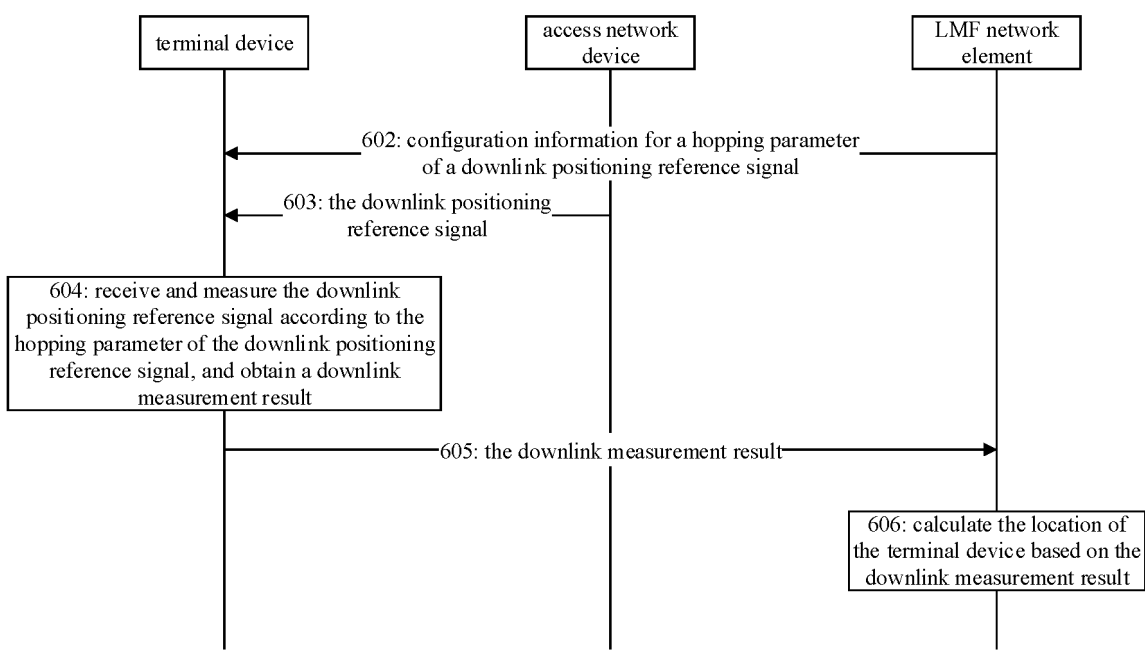 terminal device
access network
device
LMF network
element
602: configuration information for a hopping parameter
of a downlink positioning reference signal
603: the downlink positioning
reference signal
604: receive and measure the downlink
positioning reference signal according to the
hopping parameter of the downlink positioning
reference signal, and obtain a downlink
measurement result
605: the downlink measurement result
606: calculate the location of
the terminal device based on the
downlink measurement result